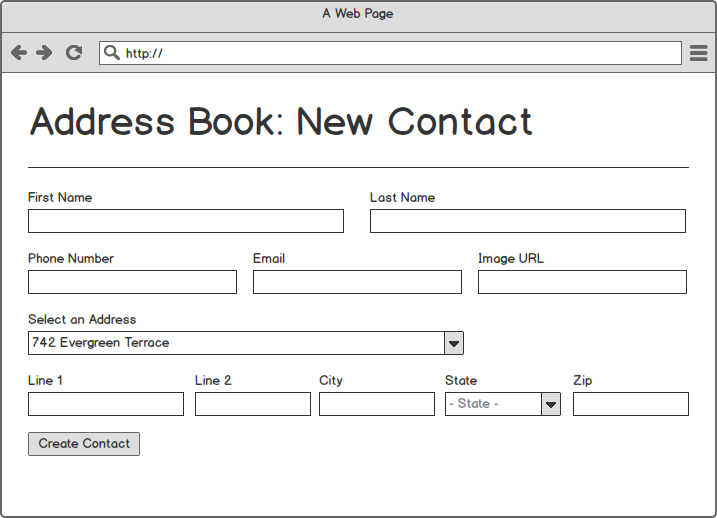 A Web Page
http://
Address Book: New Contact
First Name Last Name
Phone Number Email Image URL
Select an Address
742 Evergreen Terrace
Line 1 Line 2 City State Zip
- State -
Create Contact